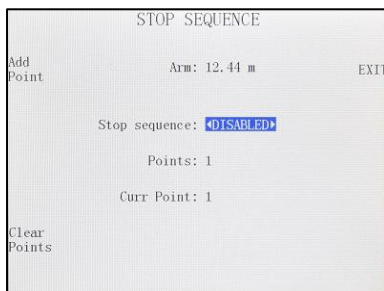 STOP SEQUENCE
Add
Point
Arm: 12.44 m
EXIT
Stop sequence: ◂DISABLED▸
Points: 1
Curr Point: 1
Clear
Points